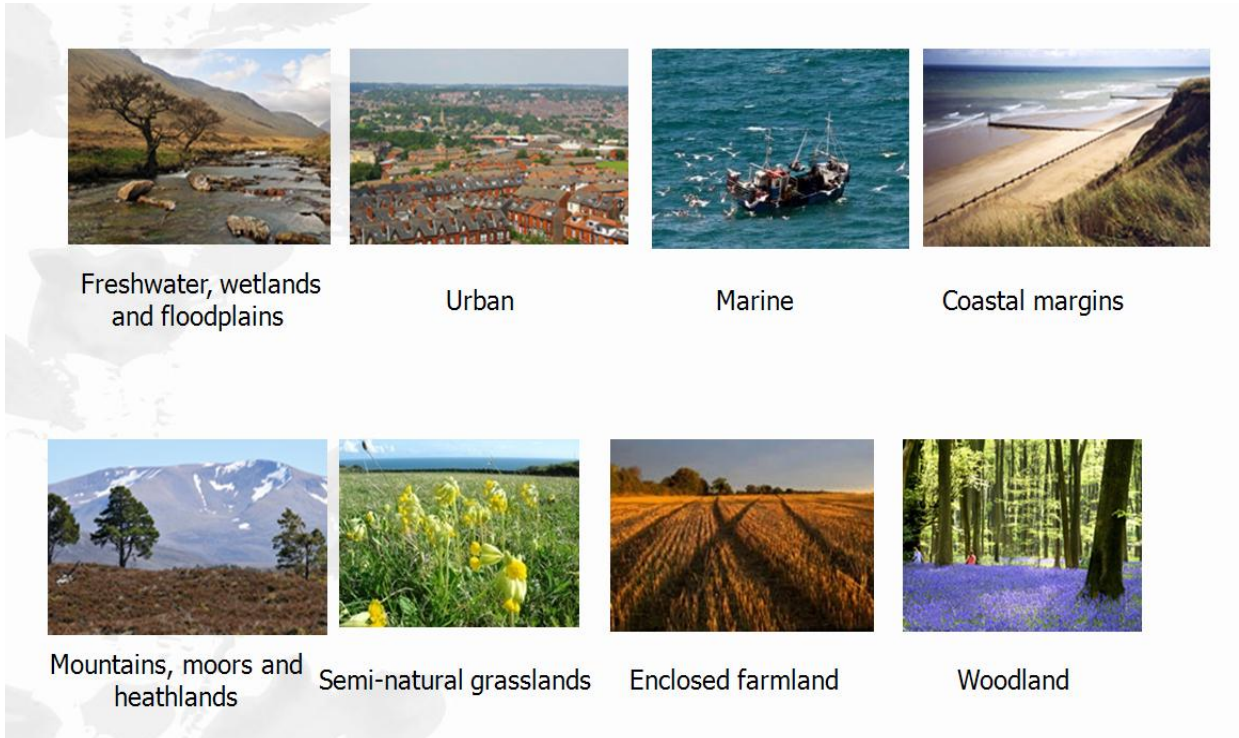 Freshwater, wetlands
and floodplains
Urban
Marine
Coastal margins
Mountains, moors and
heathlands
Semi-natural grasslands
Enclosed farmland
Woodland